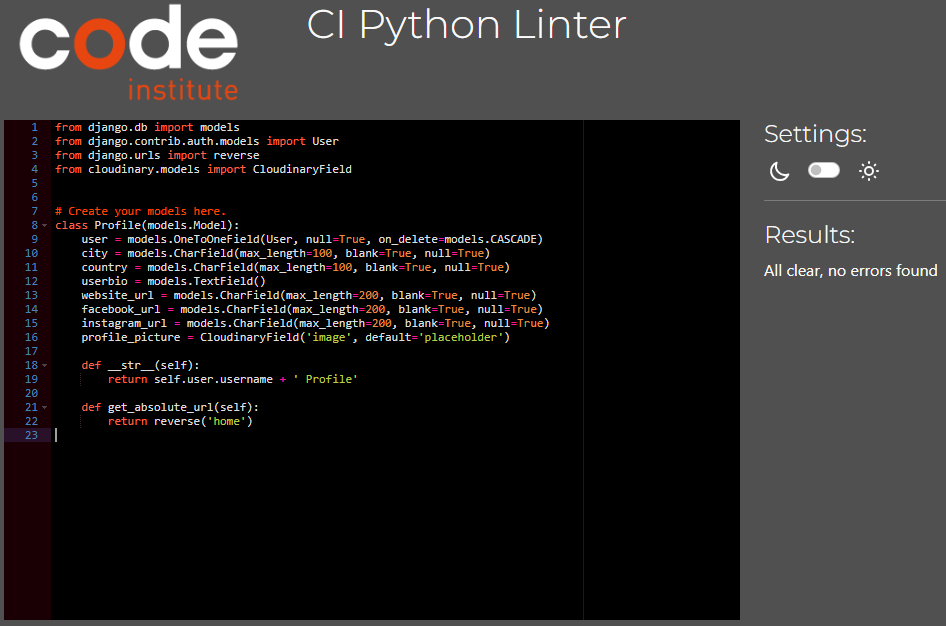 code
institute
CI Python Linter
1 from django.db import models
2 from django.contrib.auth.models import User
3 from django.urls import reverse
4 from cloudinary.models import CloudinaryField
5
6
7 # Create your models here.
8 class Profile(models.Model):
9     user = models.OneToOneField(User, null=True, on_delete=models.CASCADE)
10     city = models.CharField(max_length=100, blank=True, null=True)
11     country = models.CharField(max_length=100, blank=True, null=True)
12     userbio = models.TextField()
13     website_url = models.CharField(max_length=200, blank=True, null=True)
14     facebook_url = models.CharField(max_length=200, blank=True, null=True)
15     instagram_url = models.CharField(max_length=200, blank=True, null=True)
16     profile_picture = CloudinaryField('image', default='placeholder')
17
18     def __str__(self):
19         return self.user.username + ' Profile'
20
21     def get_absolute_url(self):
22         return reverse('home')
23
Settings:
Results:
All clear, no errors found